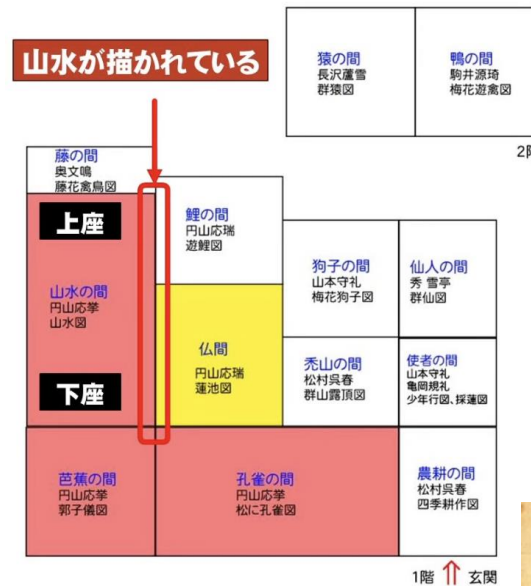 山水が描かれている
猿の間
長沢蘆雪
群猿図
鴨の間
駒井源琦
梅花遊禽図
2階
藤の間
奥文鳴
藤花禽鳥図
上座
山水の間
円山応挙
山水図
下座
鯉の間
円山応瑞
遊鯉図
仏間
円山応瑞
蓮池図
狗子の間
山本守礼
梅花狗子図
仙人の間
秀 雪亭
群仙図
禿山の間
松村呉春
群山露頂図
使者の間
山本守礼
亀岡規礼
少年行図、採蓮図
芭蕉の間
円山応挙
郭子儀図
孔雀の間
円山応挙
松に孔雀図
農耕の間
松村呉春
四季耕作図
1階 ⇑ 玄関